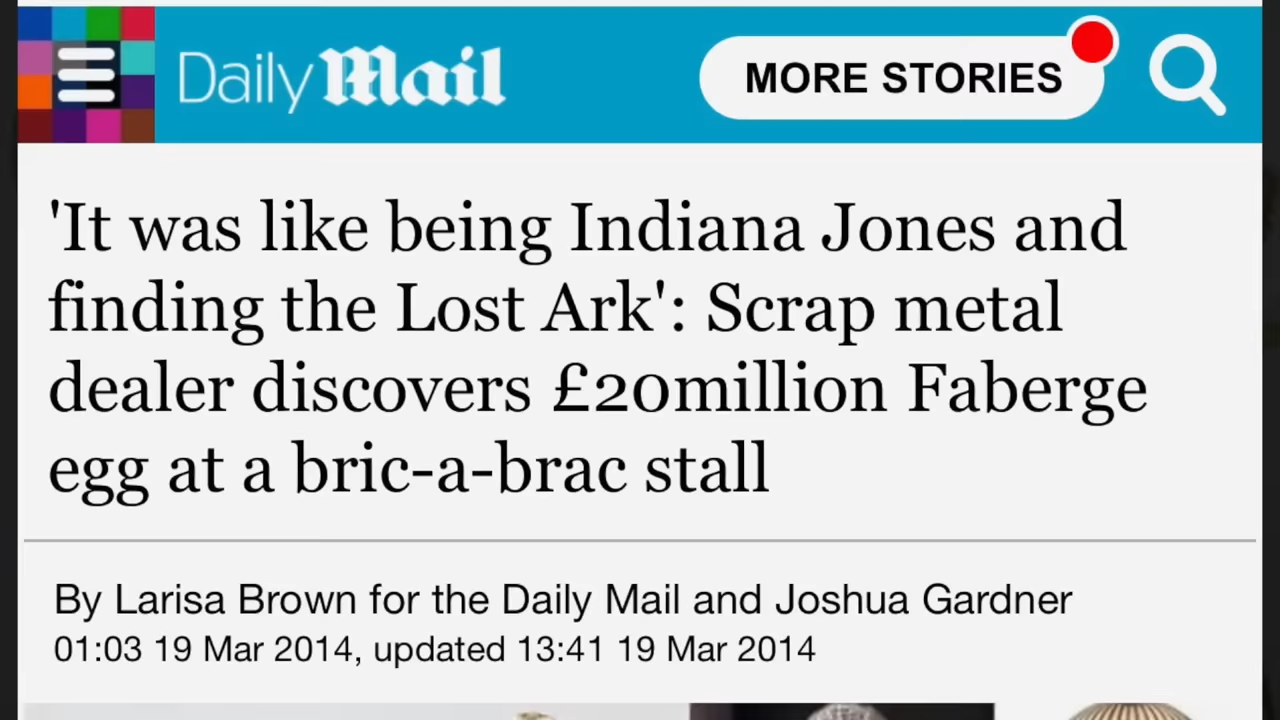 Daily Mail
MORE STORIES
'It was like being Indiana Jones and
finding the Lost Ark': Scrap metal
dealer discovers £20million Faberge
egg at a bric-a-brac stall
By Larisa Brown for the Daily Mail and Joshua Gardner
01:03 19 Mar 2014, updated 13:41 19 Mar 2014